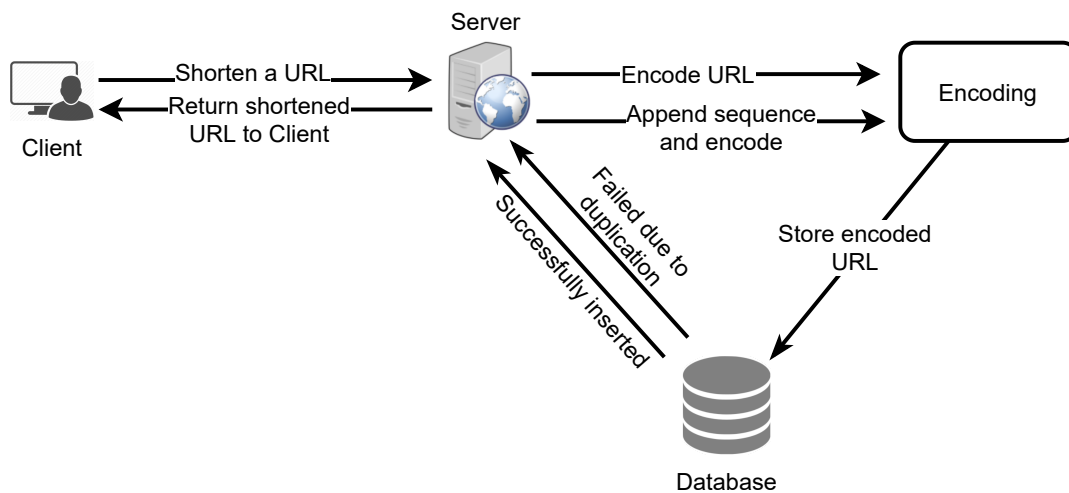 Server
Shorten a URL
Return shortened
URL to Client
Client
Encode URL
Append sequence
and encode
Encoding
Failed due to
duplication
Successfully inserted
Store encoded
URL
Database